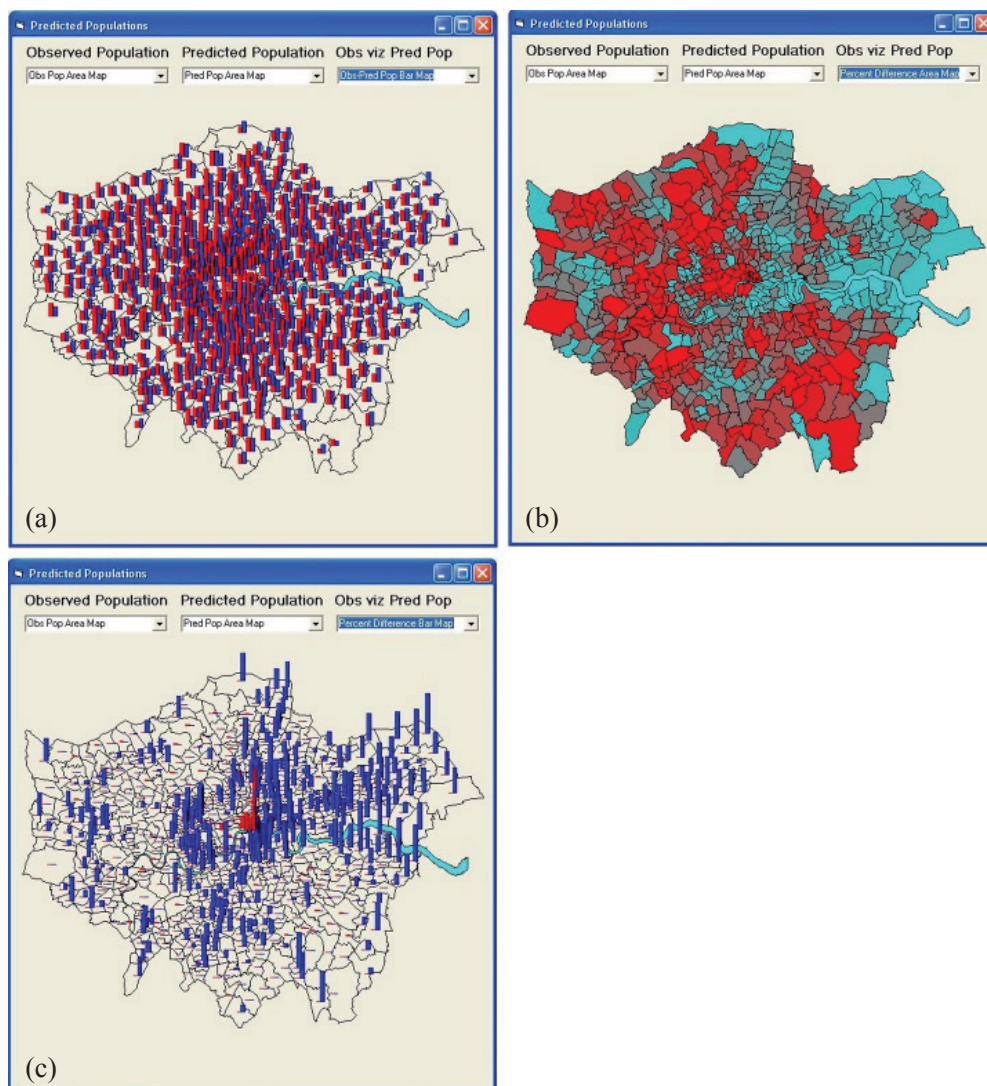 Predicted Populations
Observed Population Predicted Population Obs viz Pred Pop
Obs Pop Area Map Pred Pop Area Map Obs-Pred Pop Bar Map
(a)
Predicted Populations
Observed Population Predicted Population Obs viz Pred Pop
Obs Pop Area Map Pred Pop Area Map Percent Difference Area Map
(b)
Predicted Populations
Observed Population Predicted Population Obs viz Pred Pop
Obs Pop Area Map Pred Pop Area Map Percent Difference Bar Map
(c)